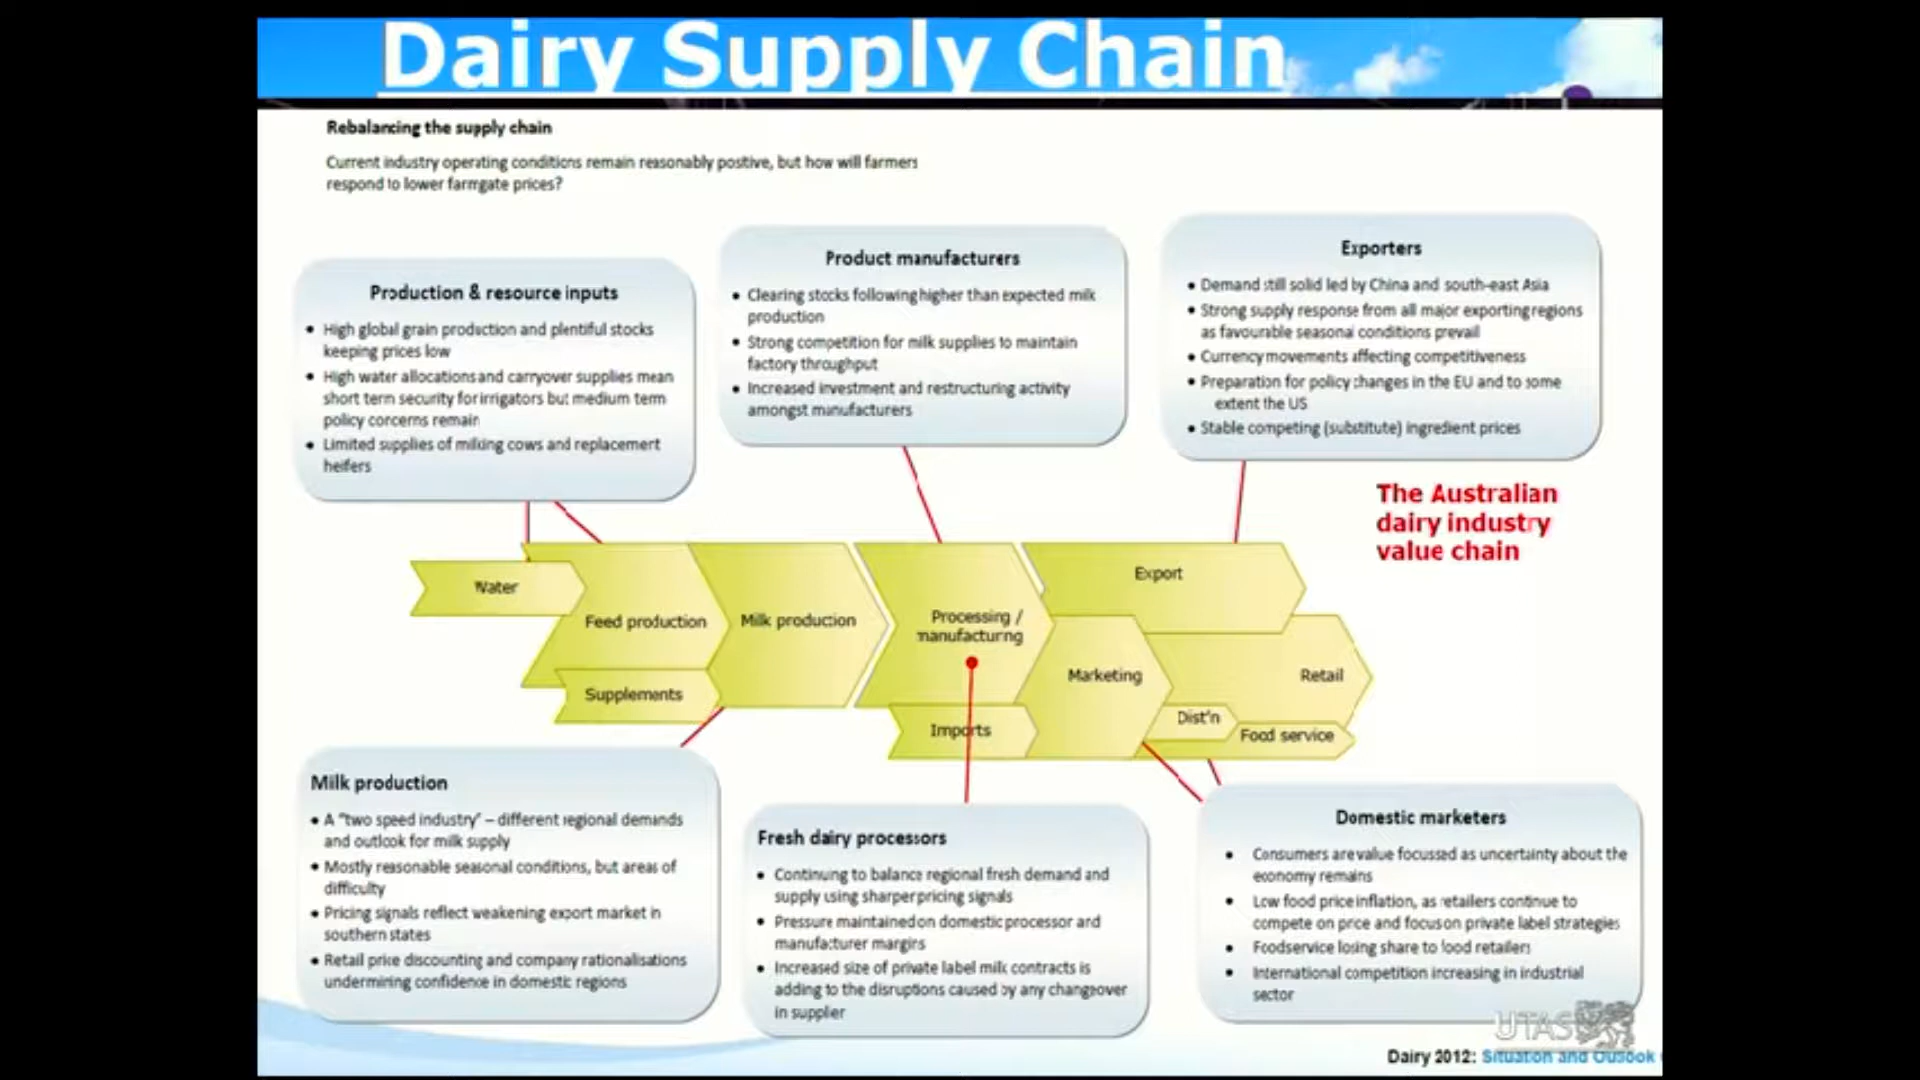 Dairy Supply Chain
Rebalancing the supply chain
Current industry operating conditions remain reasonably positive, but how will farmers
respond to lower farmgate prices?
Production & resource inputs
• High global grain production and plentiful stocks
keeping prices low
• High water allocations and carryover supplies mean
short term security for irrigators but medium term
policy concerns remain
• Limited supplies of milking cows and replacement
heifers
Product manufacturers
• Clearing stocks following higher than expected milk
production
• Strong competition for milk supplies to maintain
factory throughput
• Increased investment and restructuring activity
amongst manufacturers
Exporters
• Demand still solid led by China and south-east Asia
• Strong supply response from all major exporting regions
as favourable seasonal conditions prevail
• Currency movements affecting competitiveness
• Preparation for policy changes in the EU and to some
extent the US
• Stable competing (substitute) ingredient prices
The Australian
dairy industry
value chain
Water
Feed production
Supplements
Milk production
Processing /
manufacturing
Imports
Export
Marketing
Retail
Dist'n
Food service
Milk production
• A "two speed industry" – different regional demands
and outlook for milk supply
• Mostly reasonable seasonal conditions, but areas of
difficulty
• Pricing signals reflect weakening export market in
southern states
• Retail price discounting and company rationalisations
undermining confidence in domestic regions
Fresh dairy processors
• Continuing to balance regional fresh demand and
supply using sharper pricing signals
• Pressure maintained on domestic processor and
manufacturer margins
• Increased size of private label milk contracts is
adding to the disruptions caused by any changeover
in supplier
Domestic marketers
• Consumers are value focussed as uncertainty about the
economy remains
• Low food price inflation, as retailers continue to
compete on price and focus on private label strategies
• Foodservice losing share to food retailers
• International competition increasing in industrial
sector
UTAS
Dairy 2012: Situation and Outlook